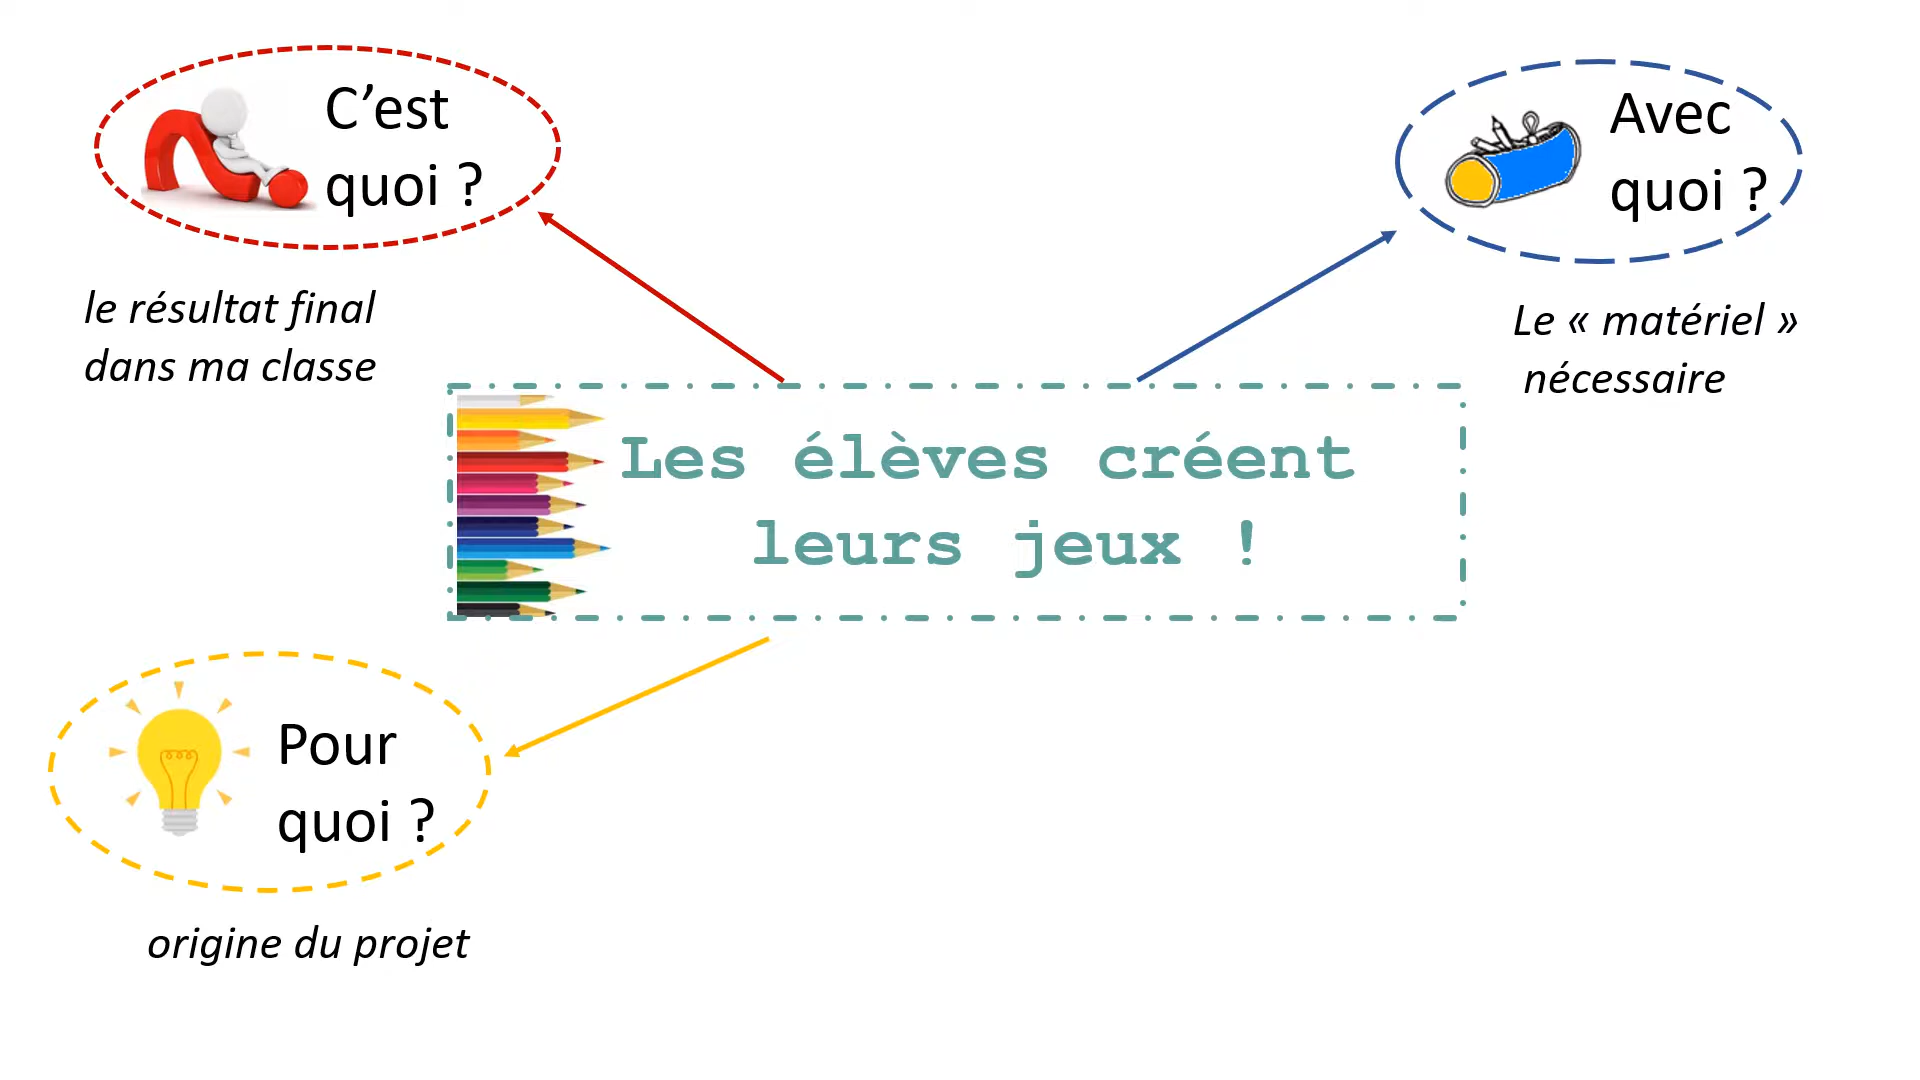 C’est
quoi ?
le résultat final
dans ma classe
Avec
quoi ?
Le « matériel »
nécessaire
Les élèves créent
leurs jeux !
Pour
quoi ?
origine du projet